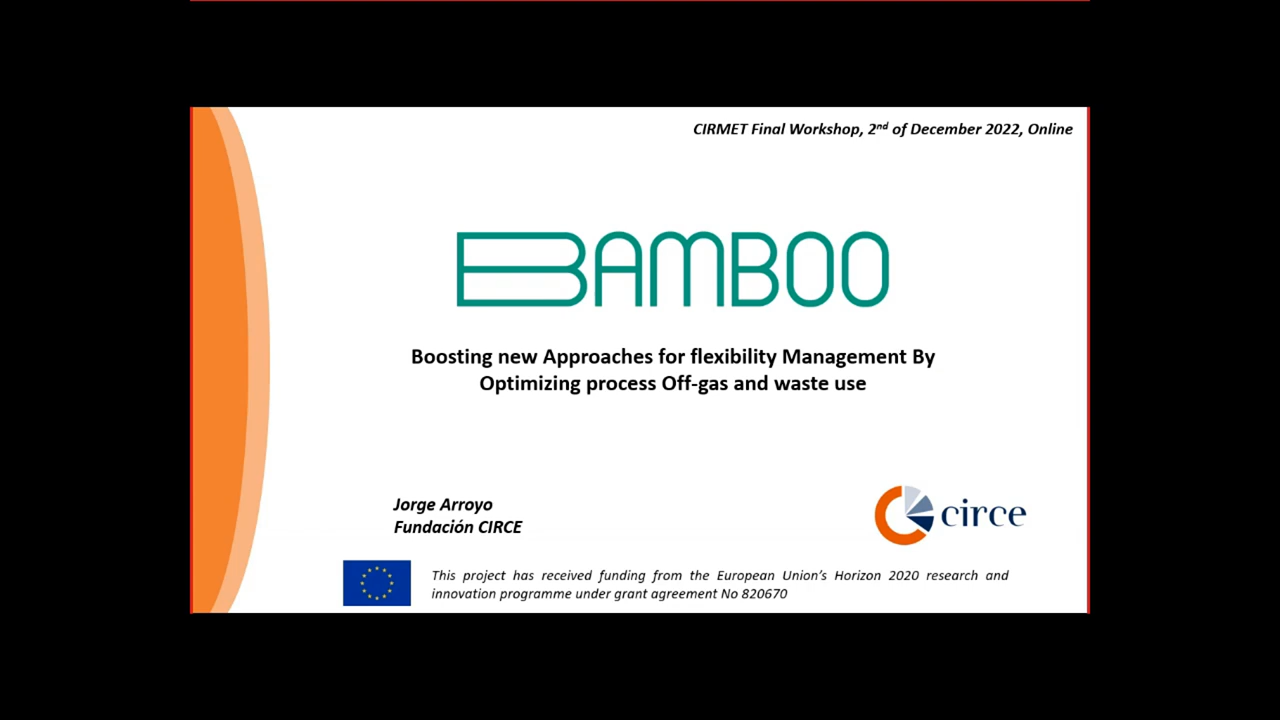 CIRMET Final Workshop, 2nd of December 2022, Online
BAMBOO
Boosting new Approaches for flexibility Management By
Optimizing process Off-gas and waste use
Jorge Arroyo
Fundación CIRCE
circe
This project has received funding from the European Union's Horizon 2020 research and
innovation programme under grant agreement No 820670